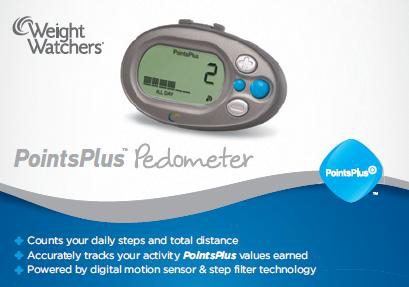 Weight
Watchers®
PointsPlus
2
ALL DAY
PointsPlus™ Pedometer
PointsPlus®
™
Counts your daily steps and total distance
Accurately tracks your activity PointsPlus values earned
Powered by digital motion sensor & step filter technology